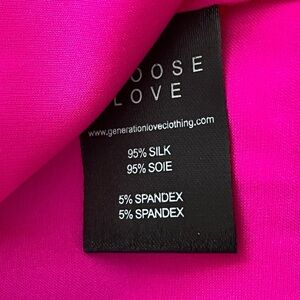 OOSE
LOVE
www.generationloveclothing.com
95% SILK
95% SOIE
5% SPANDEX
5% SPANDEX